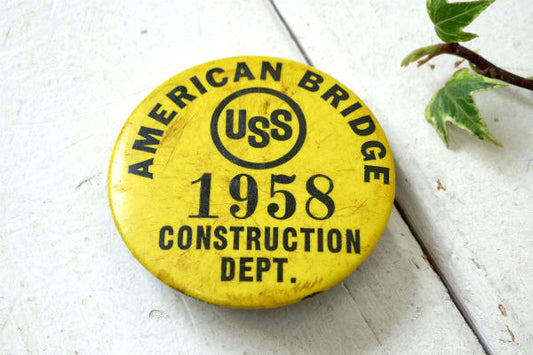 AMERICAN BRIDGE
USS
1958
CONSTRUCTION
DEPT.